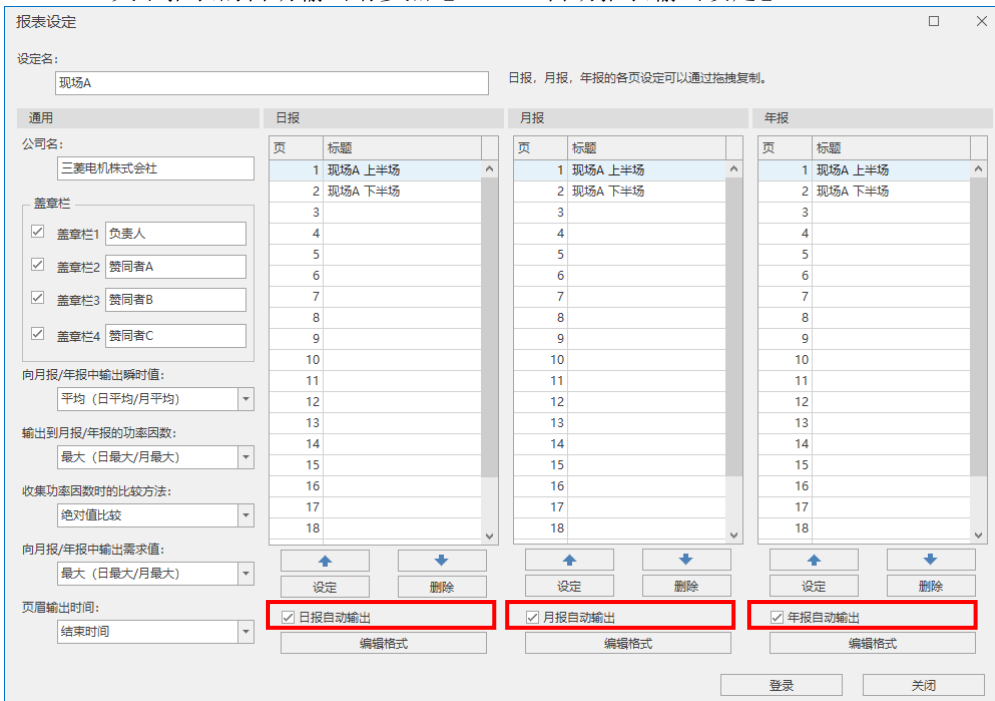 报表设定
设定名:
现场A
日报，月报，年报的各页设定可以通过拖拽复制。
通用
公司名:
三菱电机株式会社
盖章栏
盖章栏1 负责人
盖章栏2 赞同者A
盖章栏3 赞同者B
盖章栏4 赞同者C
向月报/年报中输出瞬时值:
平均（日平均/月平均）
输出到月报/年报的功率因数:
最大（日最大/月最大）
收集功率因数时的比较方法:
绝对值比较
向月报/年报中输出需求值:
最大（日最大/月最大）
页眉输出时间:
结束时间
日报
页 标题
1 现场A 上半场
2 现场A 下半场
3
4
5
6
7
8
9
10
11
12
13
14
15
16
17
18
设定 删除
日报自动输出
编辑格式
月报
页 标题
1 现场A 上半场
2 现场A 下半场
3
4
5
6
7
8
9
10
11
12
13
14
15
16
17
18
设定 删除
月报自动输出
编辑格式
年报
页 标题
1 现场A 上半场
2 现场A 下半场
3
4
5
6
7
8
9
10
11
12
13
14
15
16
17
18
设定 删除
年报自动输出
编辑格式
登录 关闭